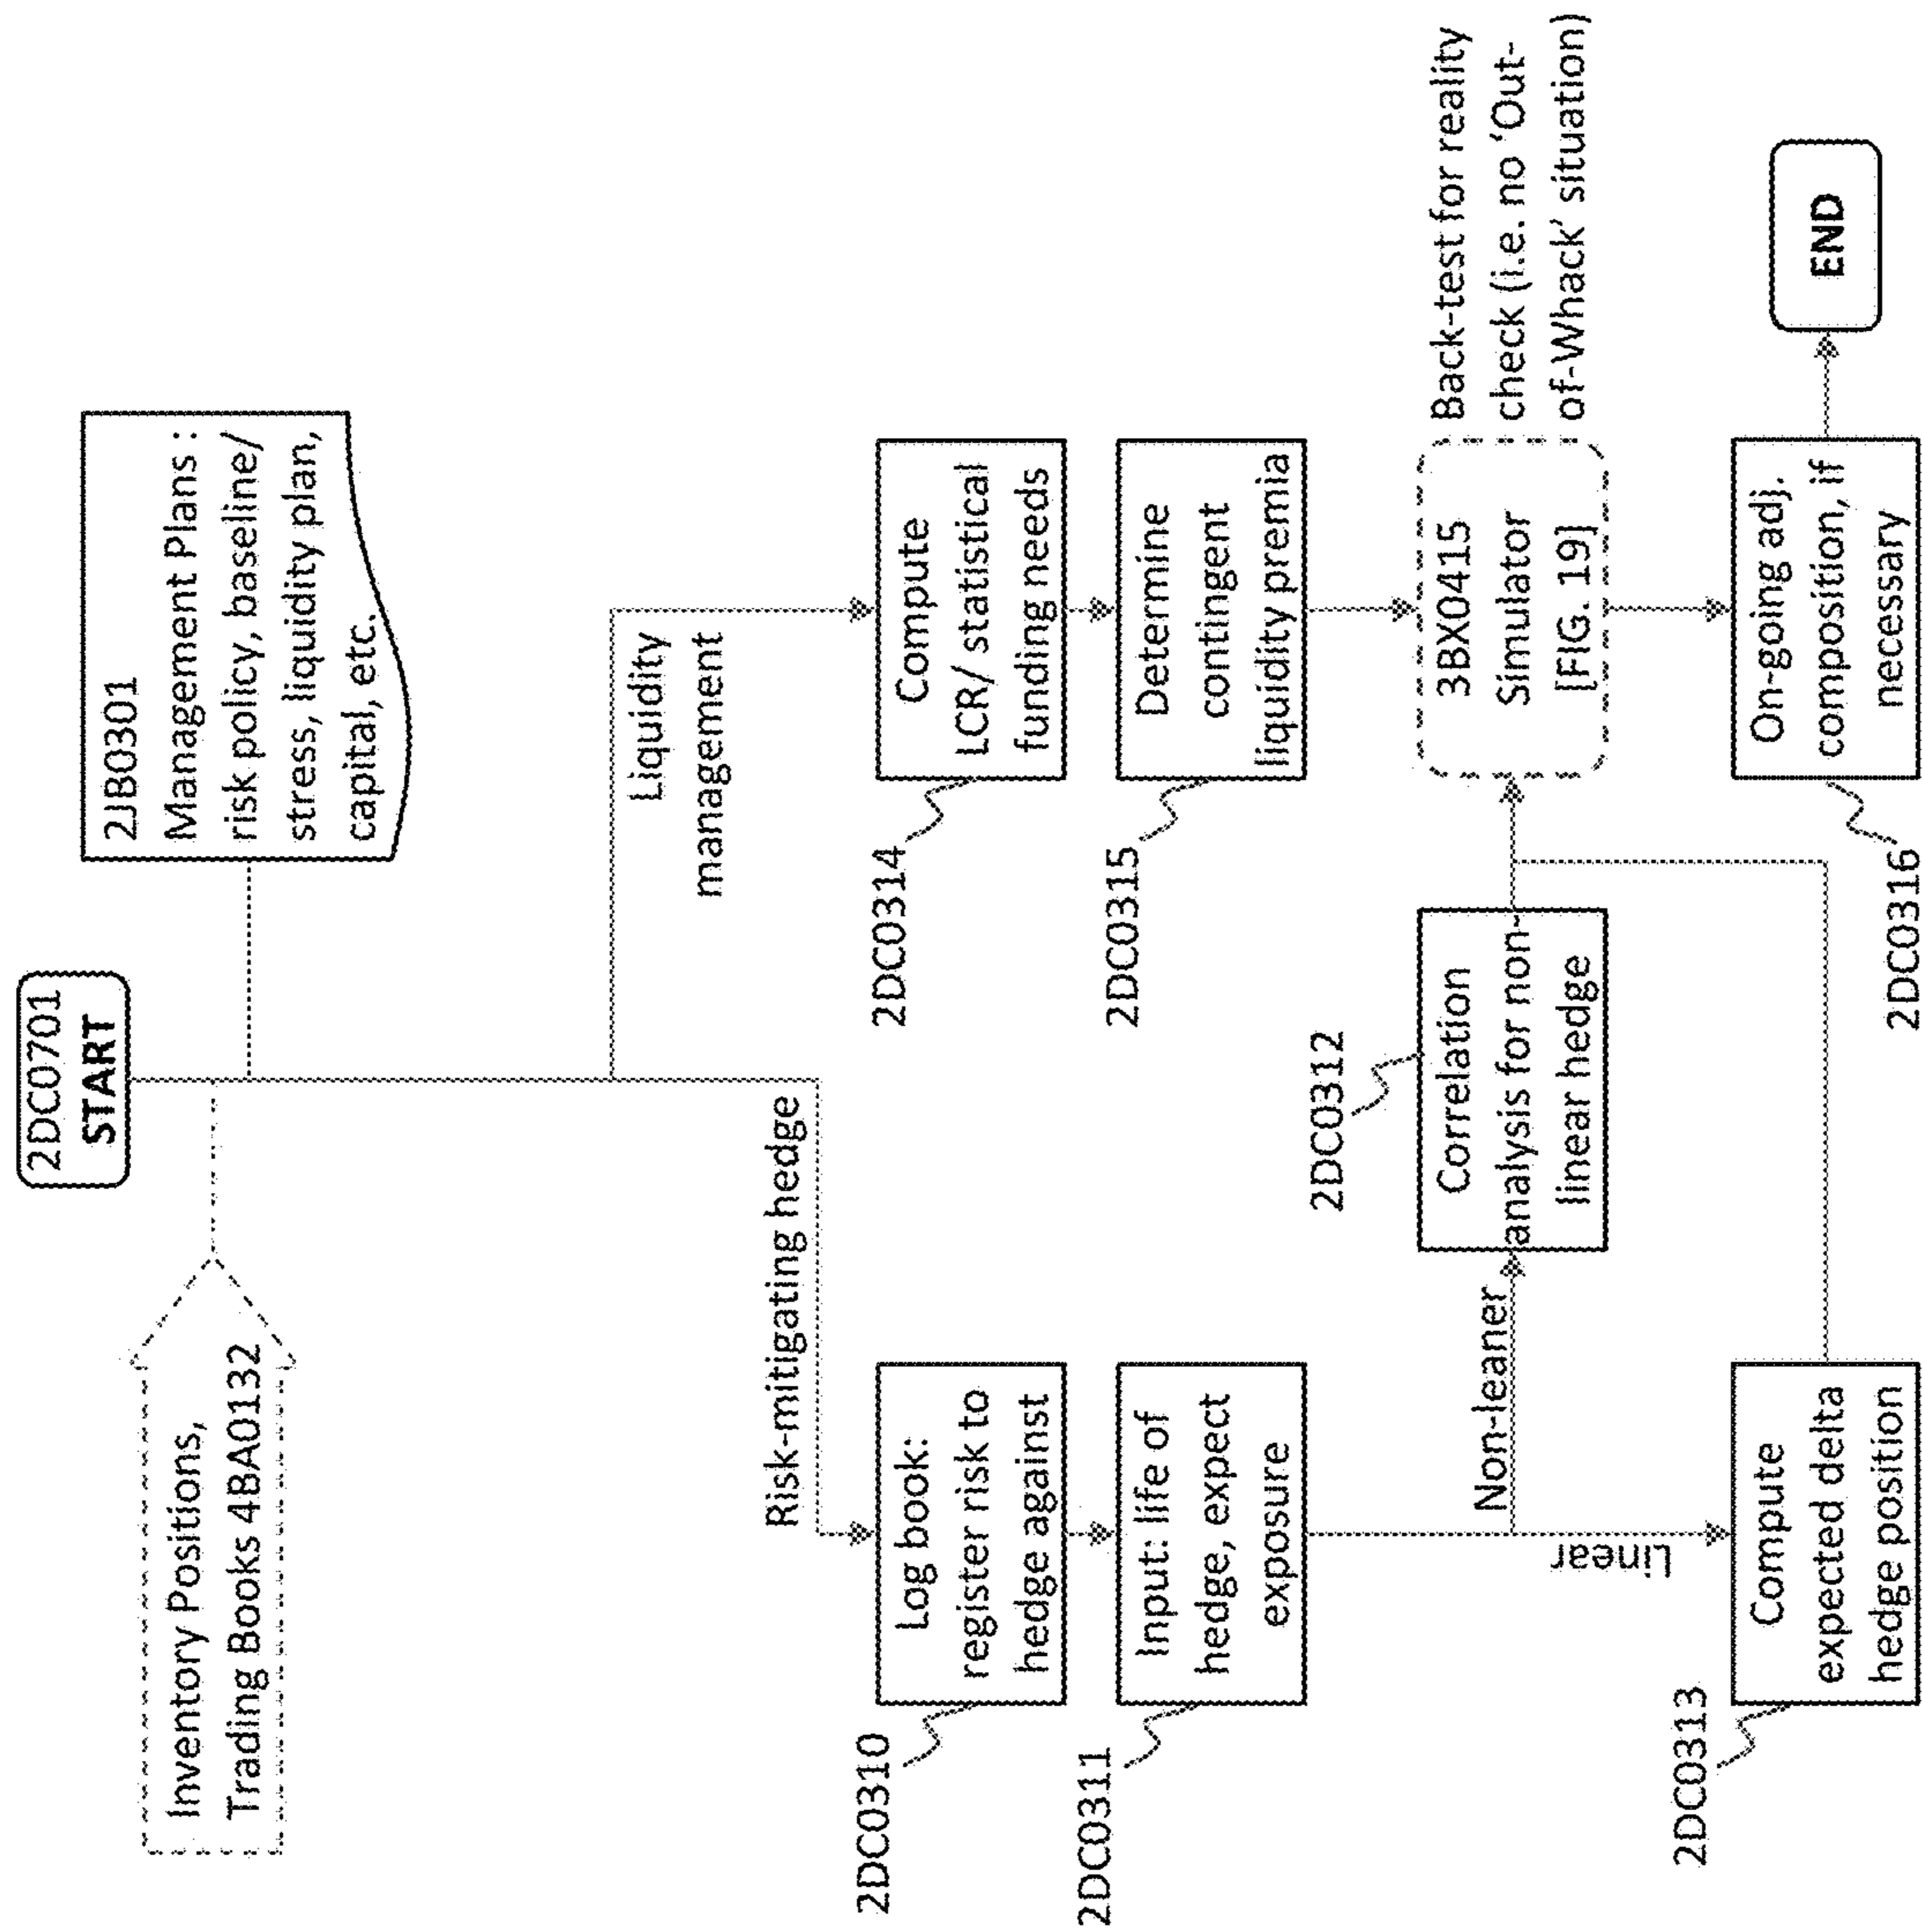 2DC0701
START
Inventory Positions,
Trading Books 4BA0132
2JB0301
Management Plans :
risk policy, baseline/
stress, liquidity plan,
capital, etc.
Risk-mitigating hedge
Liquidity
management
2DC0310
Log book:
register risk to
hedge against
2DC0311
Input: life of
hedge, expect
exposure
2DC0314
Compute
LCR/ statistical
funding needs
2DC0315
Determine
contingent
liquidity premia
Non-leaner
Linear
2DC0312
Correlation
analysis for non-
linear hedge
3BX0415
Simulator
[FIG. 19]
Back-test for reality
check (i.e. no ‘Out-
of-Whack’ situation)
2DC0313
Compute
expected delta
hedge position
2DC0316
On-going adj.
composition, if
necessary
END